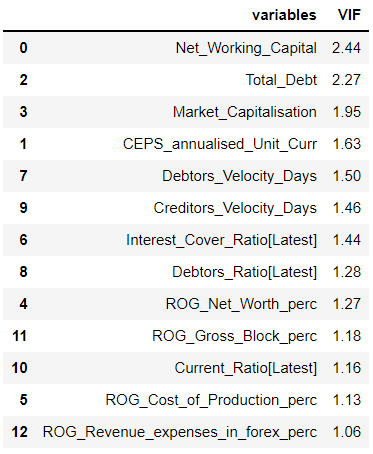 variables VIF
0 Net_Working_Capital 2.44
2 Total_Debt 2.27
3 Market_Capitalisation 1.95
1 CEPS_annualised_Unit_Curr 1.63
7 Debtors_Velocity_Days 1.50
9 Creditors_Velocity_Days 1.46
6 Interest_Cover_Ratio[Latest] 1.44
8 Debtors_Ratio[Latest] 1.28
4 ROG_Net_Worth_perc 1.27
11 ROG_Gross_Block_perc 1.18
10 Current_Ratio[Latest] 1.16
5 ROG_Cost_of_Production_perc 1.13
12 ROG_Revenue_expenses_in_forex_perc 1.06